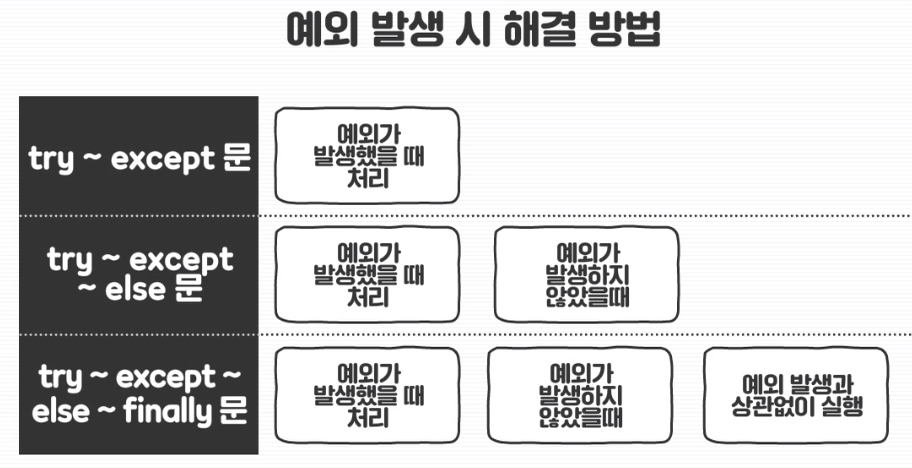 예외 발생 시 해결 방법
try ~ except 문
예외가
발생했을 때
처리
try ~ except
~ else 문
예외가
발생했을 때
처리
예외가
발생하지
않았을때
try ~ except ~
else ~ finally 문
예외가
발생했을 때
처리
예외가
발생하지
않았을때
예외 발생과
상관없이 실행